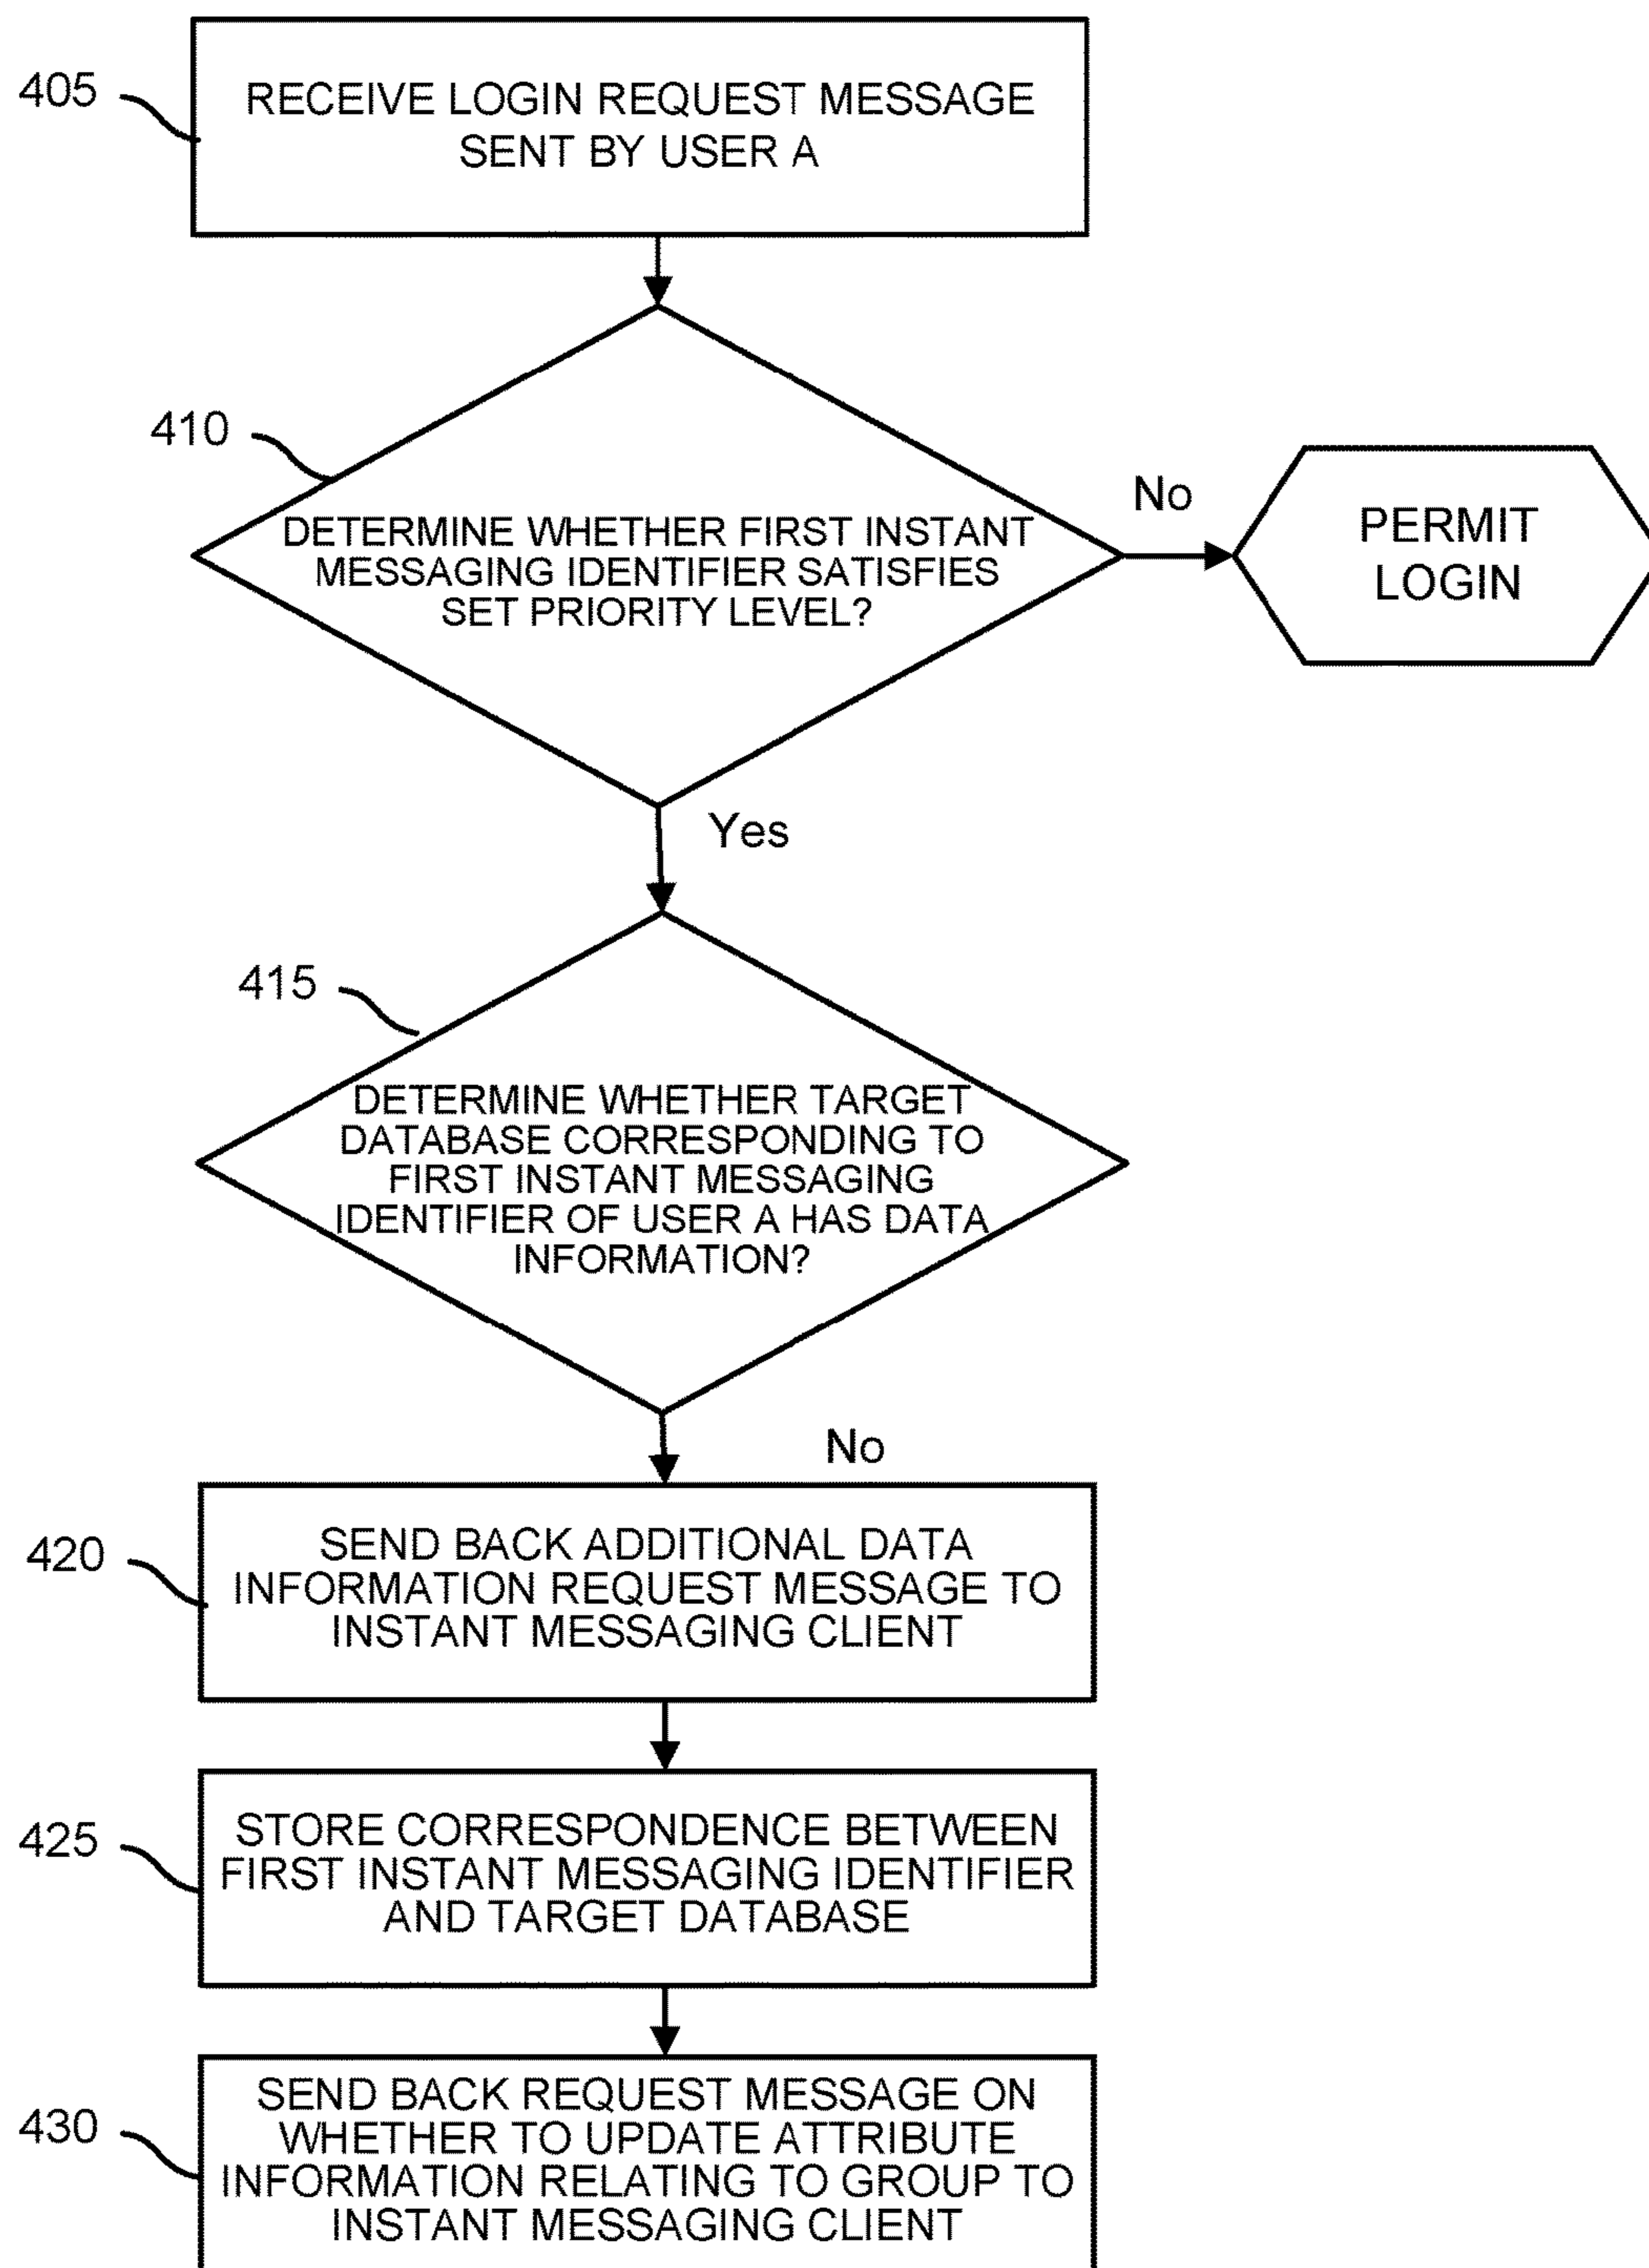 405
RECEIVE LOGIN REQUEST MESSAGE
SENT BY USER A
410
DETERMINE WHETHER FIRST INSTANT
MESSAGING IDENTIFIER SATISFIES
SET PRIORITY LEVEL?
No
PERMIT
LOGIN
Yes
415
DETERMINE WHETHER TARGET
DATABASE CORRESPONDING TO
FIRST INSTANT MESSAGING
IDENTIFIER OF USER A HAS DATA
INFORMATION?
No
420
SEND BACK ADDITIONAL DATA
INFORMATION REQUEST MESSAGE TO
INSTANT MESSAGING CLIENT
425
STORE CORRESPONDENCE BETWEEN
FIRST INSTANT MESSAGING IDENTIFIER
AND TARGET DATABASE
430
SEND BACK REQUEST MESSAGE ON
WHETHER TO UPDATE ATTRIBUTE
INFORMATION RELATING TO GROUP TO
INSTANT MESSAGING CLIENT